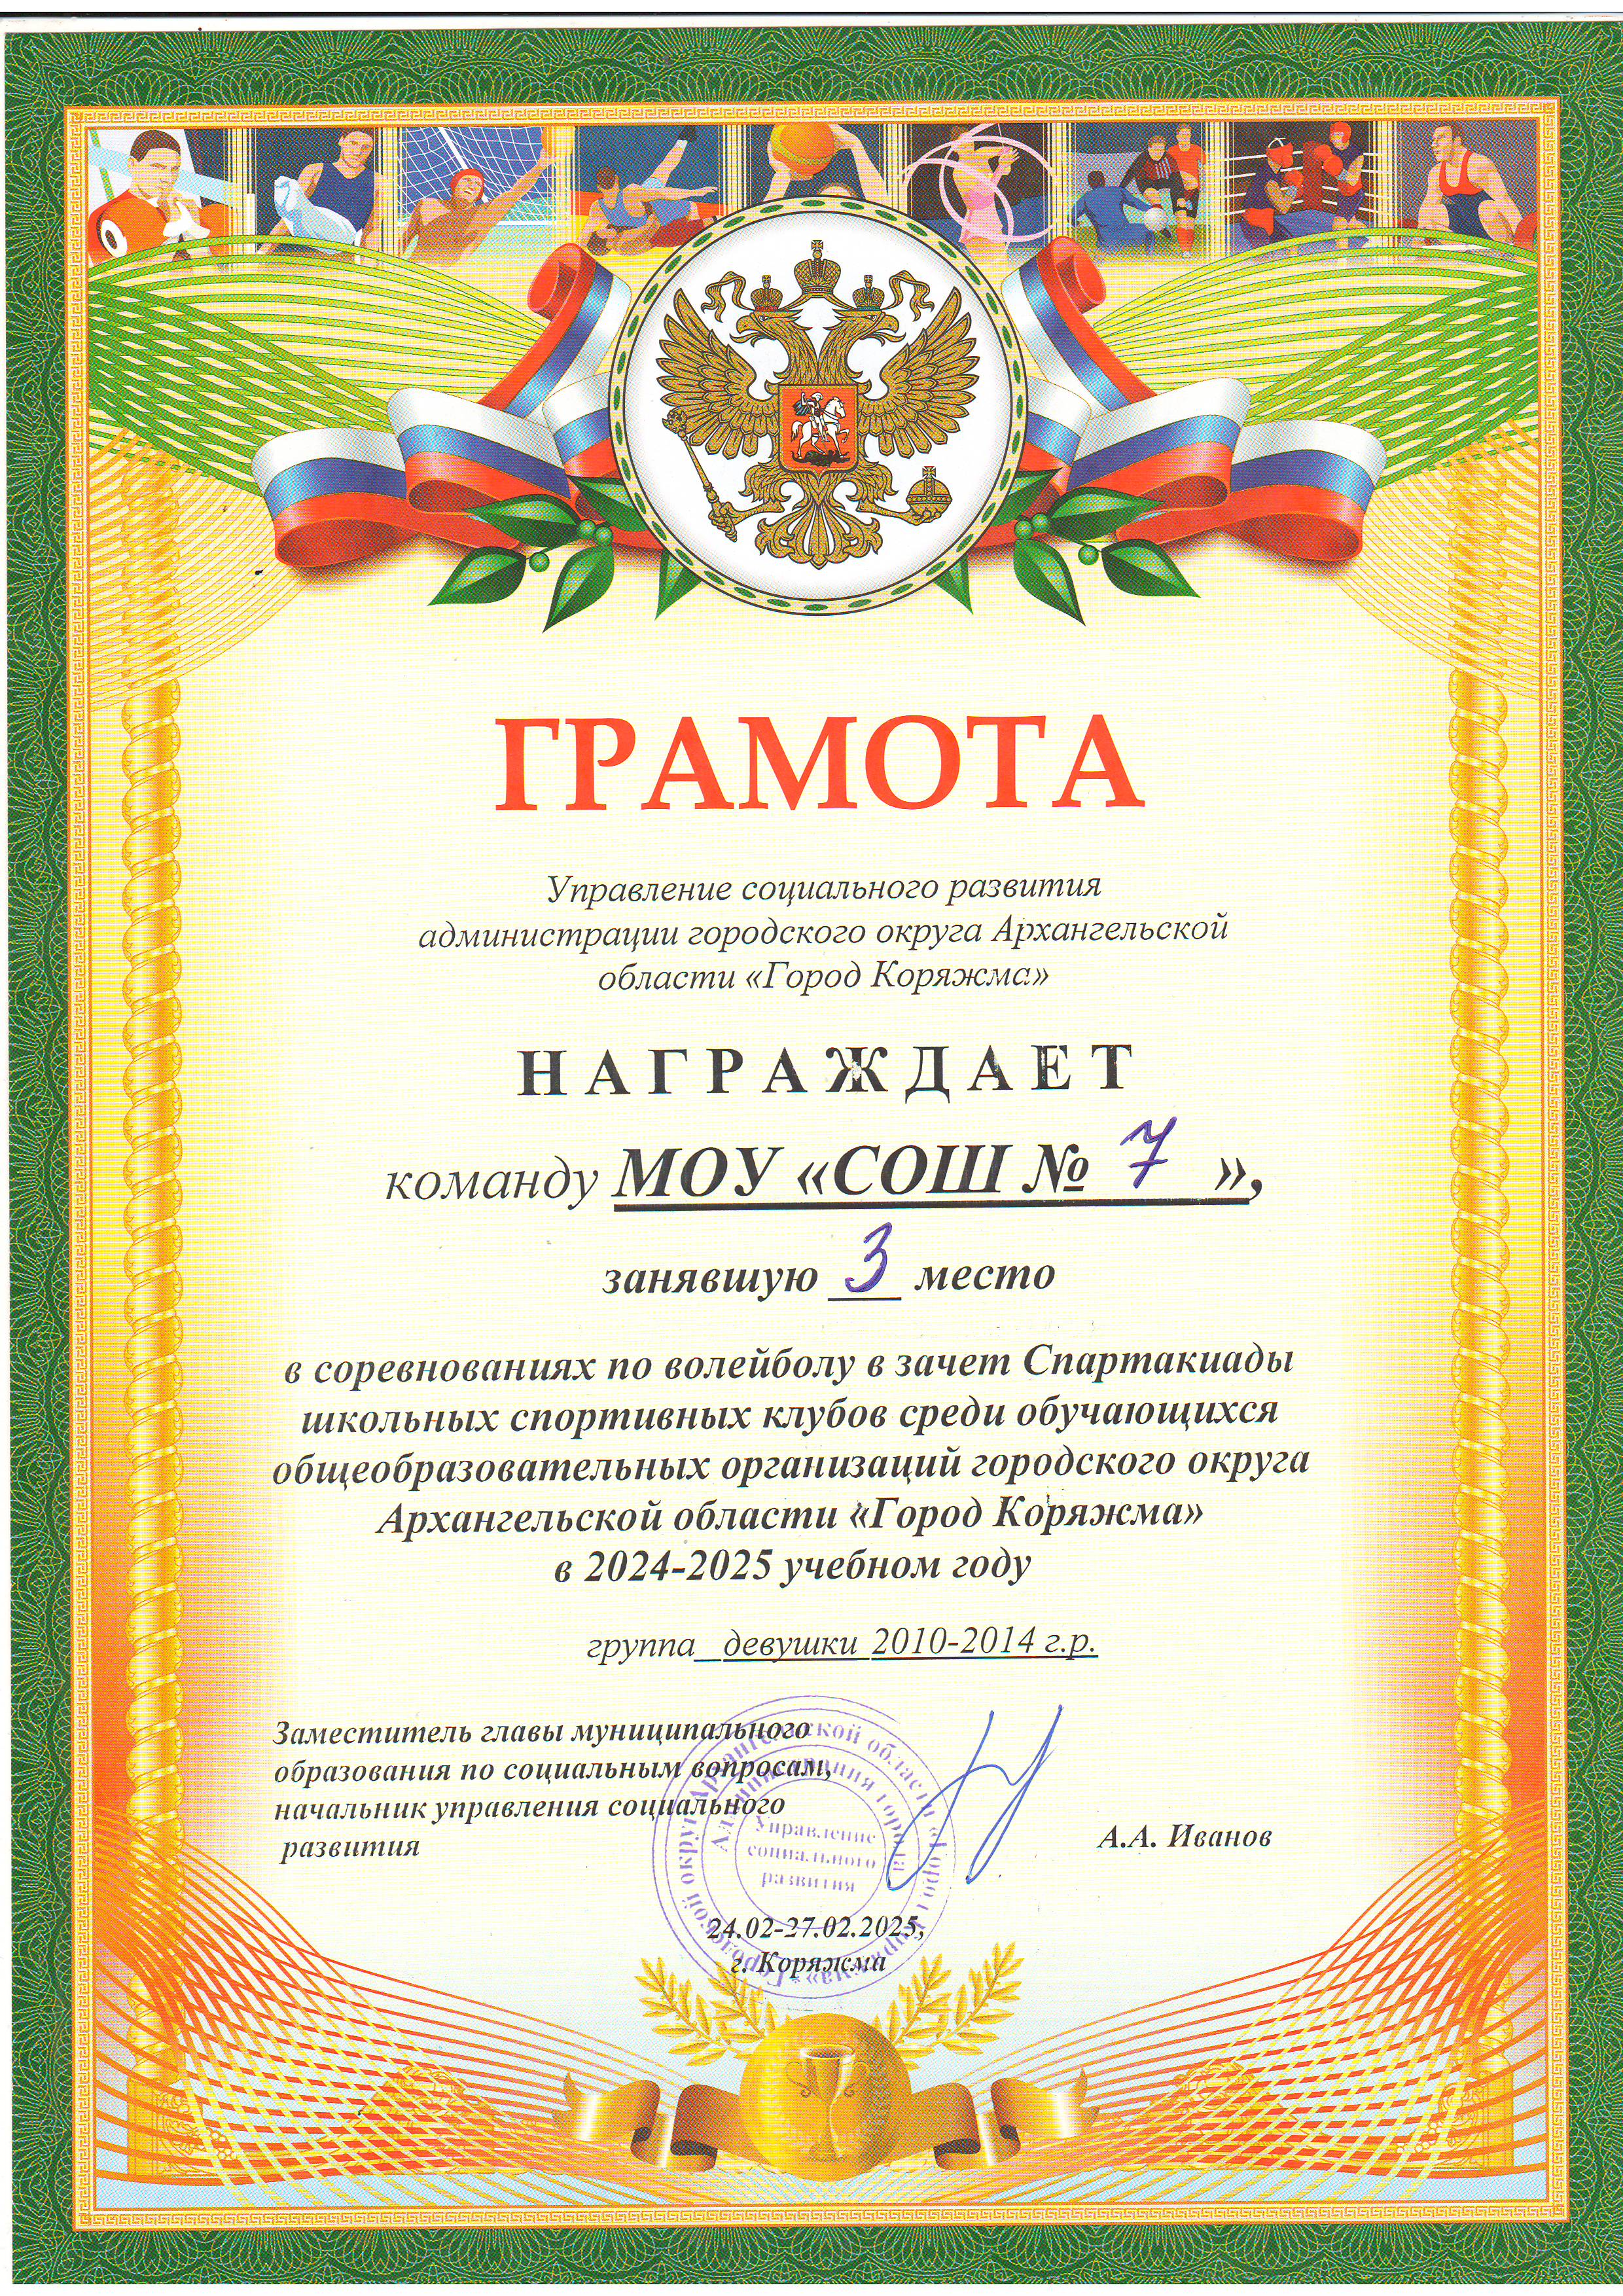 ГРАМОТА
Управление социального развития
администрации городского округа Архангельской
области «Город Коряжма»
НАГРАЖДАЕТ
команду МОУ «СОШ № 7 »,
занявшую 3 место
в соревнованиях по волейболу в зачет Спартакиады
школьных спортивных клубов среди обучающихся
общеобразовательных организаций городского округа
Архангельской области «Город Коряжма»
в 2024-2025 учебном году
группа девушки 2010-2014 г.р.
Заместитель главы муниципального
образования по социальным вопросам,
начальник управления социального
развития
А.А. Иванов
Администрация города
Управление
социального
развития
24.02-27.02.2025,
г. Коряжма